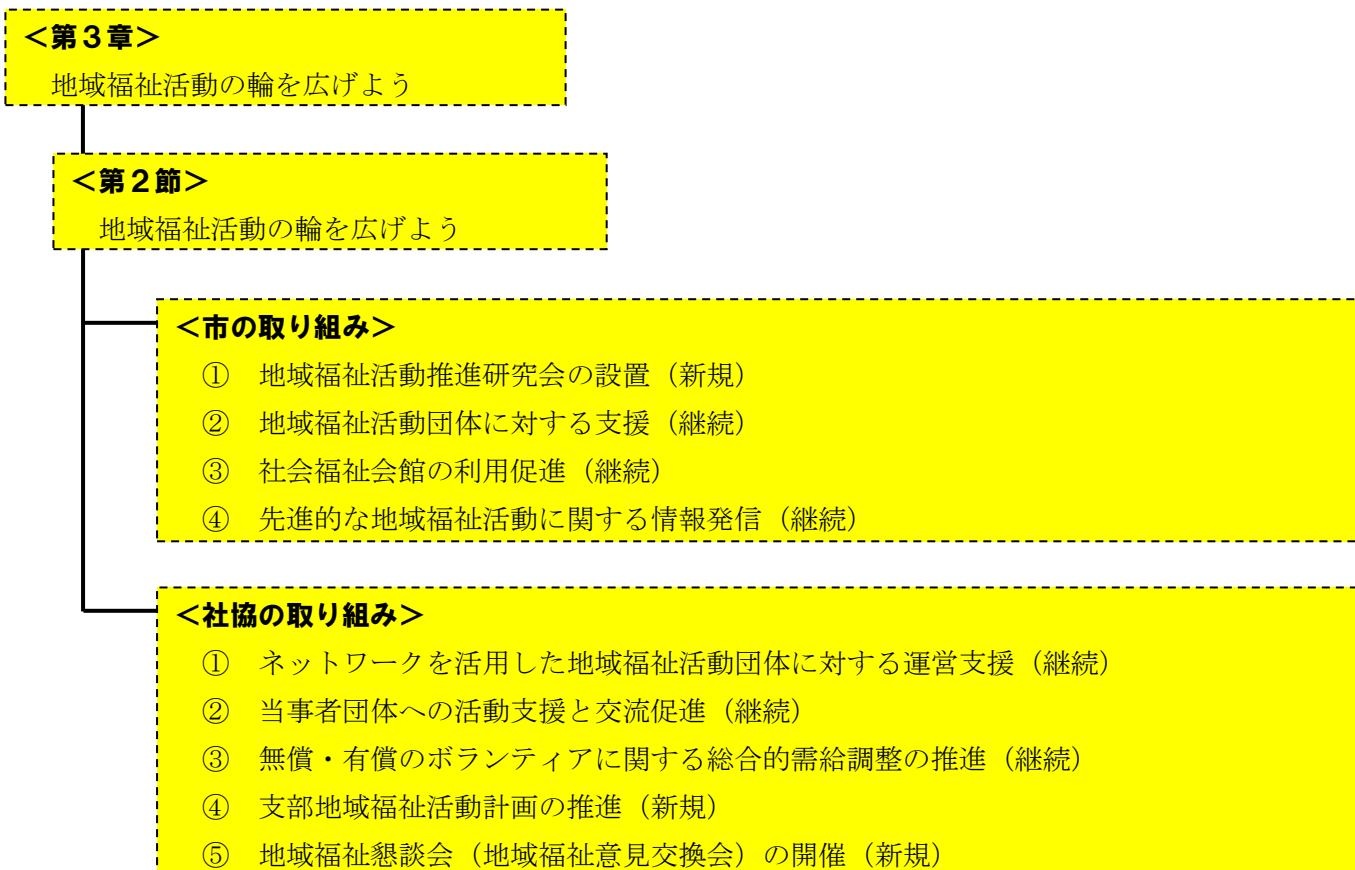 ＜第３章＞
地域福祉活動の輪を広げよう
＜第２節＞
地域福祉活動の輪を広げよう
＜市の取り組み＞
① 地域福祉活動推進研究会の設置（新規）
② 地域福祉活動団体に対する支援（継続）
③ 社会福祉会館の利用促進（継続）
④ 先進的な地域福祉活動に関する情報発信（継続）
＜社協の取り組み＞
① ネットワークを活用した地域福祉活動団体に対する運営支援（継続）
② 当事者団体への活動支援と交流促進（継続）
③ 無償・有償のボランティアに関する総合的需給調整の推進（継続）
④ 支部地域福祉活動計画の推進（新規）
⑤ 地域福祉懇談会（地域福祉意見交換会）の開催（新規）